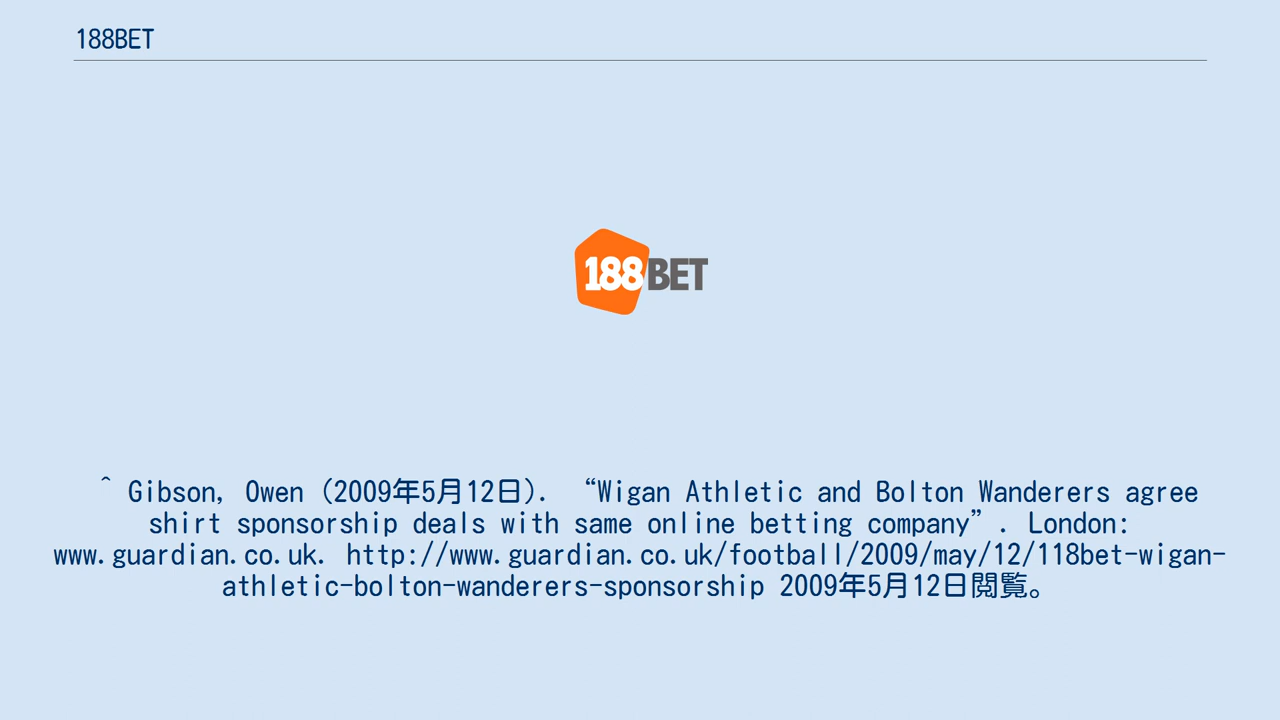 188BET
188BET
^ Gibson, Owen (2009年5月12日). “Wigan Athletic and Bolton Wanderers agree
shirt sponsorship deals with same online betting company”. London:
www.guardian.co.uk. http://www.guardian.co.uk/football/2009/may/12/118bet-wigan-
athletic-bolton-wanderers-sponsorship 2009年5月12日閲覧。